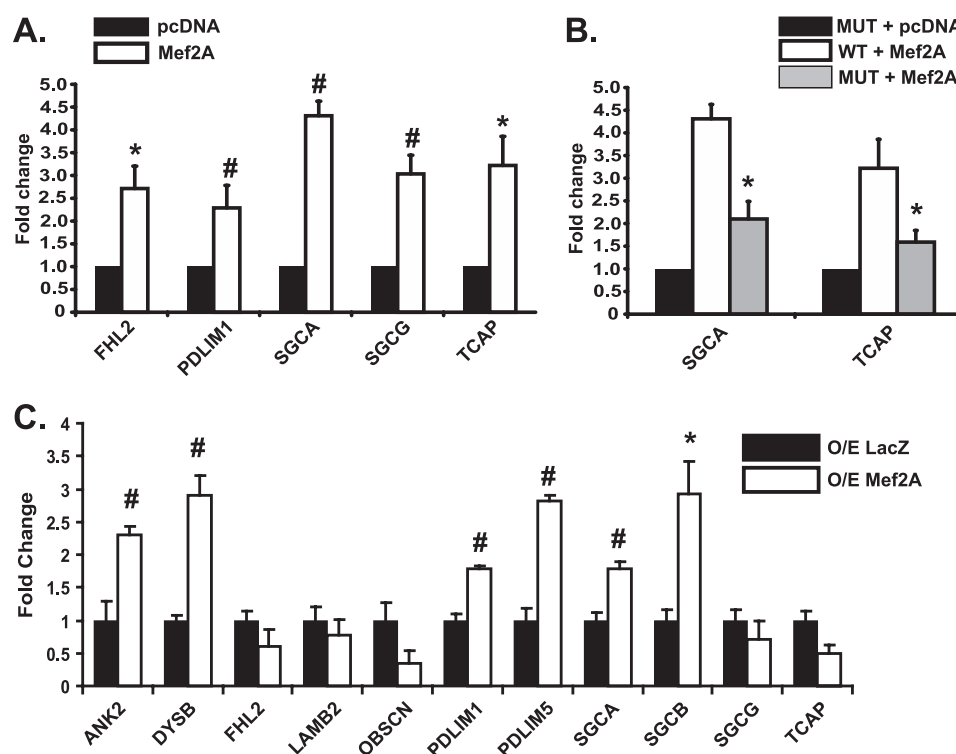 A.
pcDNA
Mef2A
Fold change
5.0
4.5
4.0
3.5
3.0
2.5
2.0
1.5
1.0
0.5
0
*
#
#
#
*
FHL2
PDLIM1
SGCA
SGCG
TCAP
B.
MUT + pcDNA
WT + Mef2A
MUT + Mef2A
Fold change
5.0
4.5
4.0
3.5
3.0
2.5
2.0
1.5
1.0
0.5
0
*
*
SGCA
TCAP
C.
O/E LacZ
O/E Mef2A
Fold Change
4
3.5
3
2.5
2
1.5
1
0.5
0
#
#
#
#
#
*
ANK2
DYSB
FHL2
LAMB2
OBSCN
PDLIM1
PDLIM5
SGCA
SGCB
SGCG
TCAP